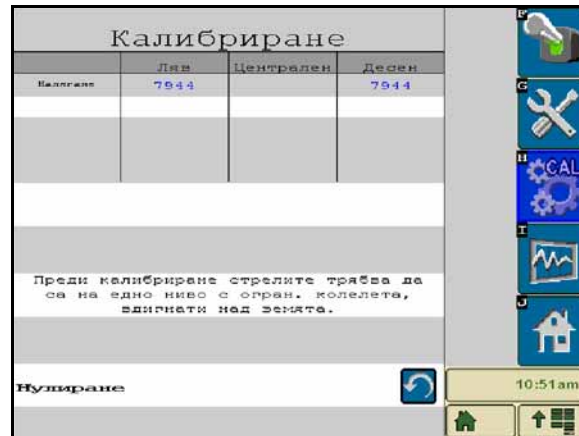 Калибриране
Ляв Централен Десен
7944 7944
Преди калибриране стрелите трябва да
са на едно ниво с огран. колелета,
вдигнати над земята.
Нулиране
F
G
H
CAL
I
J
10:51am